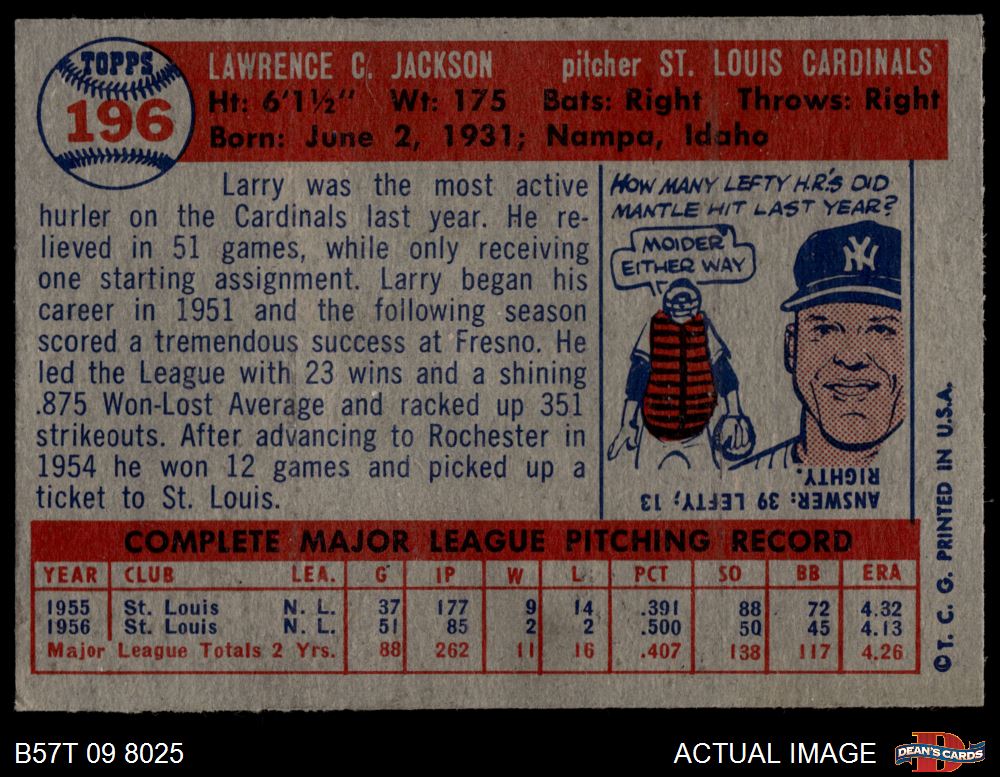 TOPPS
196
LAWRENCE C. JACKSON pitcher ST. LOUIS CARDINALS
Ht: 6'1½" Wt: 175 Bats: Right Throws: Right
Born: June 2, 1931; Nampa, Idaho
Larry was the most active
hurler on the Cardinals last year. He re-
lieved in 51 games, while only receiving
one starting assignment. Larry began his
career in 1951 and the following season
scored a tremendous success at Fresno. He
led the League with 23 wins and a shining
.875 Won-Lost Average and racked up 351
strikeouts. After advancing to Rochester in
1954 he won 12 games and picked up a
ticket to St. Louis.
HOW MANY LEFTY H.R.'S DID
MANTLE HIT LAST YEAR?
MOIDER
EITHER WAY
NY
ANSWER: 39 LEFTY; 13
RIGHTY.
COMPLETE MAJOR LEAGUE PITCHING RECORD
YEAR CLUB LEA. G IP W L PCT SO BB ERA
1955 St. Louis N. L. 37 177 9 14 .391 88 72 4.32
1956 St. Louis N. L. 51 85 2 2 .500 50 45 4.13
Major League Totals 2 Yrs. 88 262 11 16 .407 138 117 4.26
©T. C. G. PRINTED IN U.S.A.
B57T 09 8025
ACTUAL IMAGE
D
DEAN'S CARDS